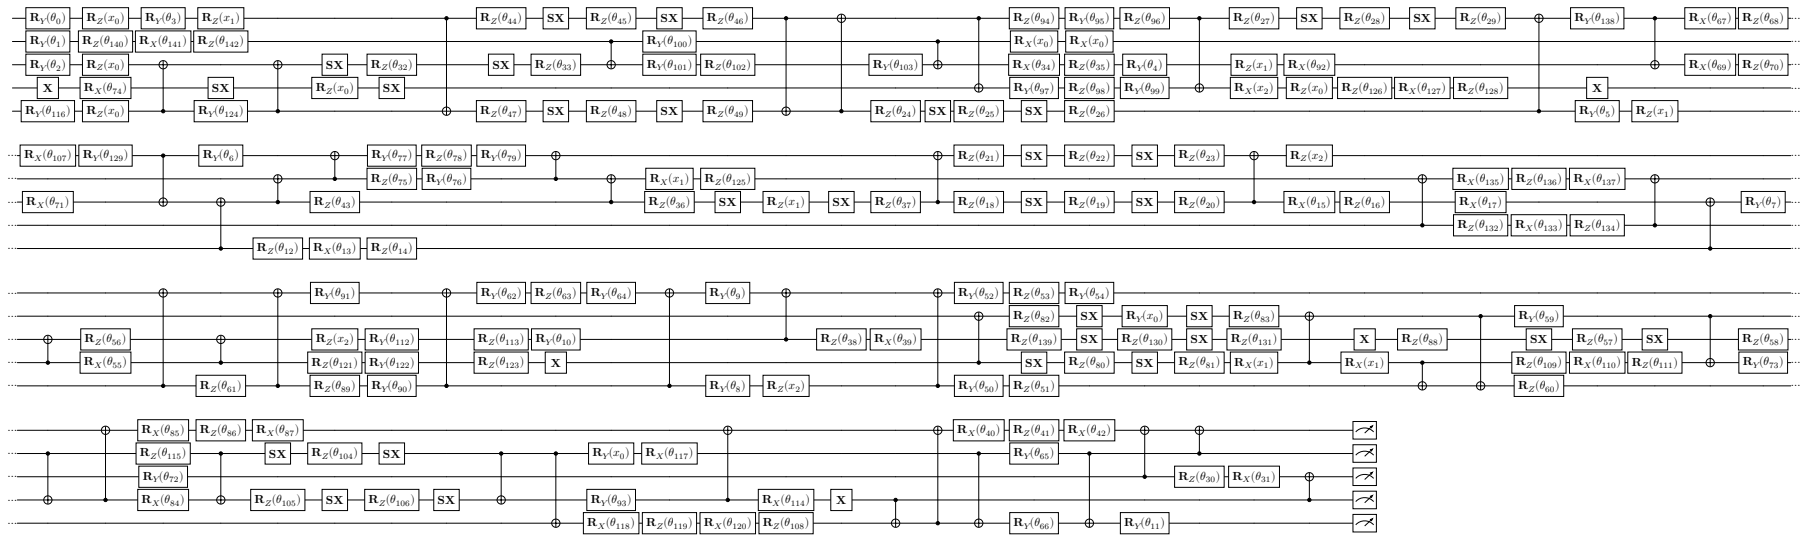 R_Y(θ_0) R_Z(x_0) R_Y(θ_3) R_Z(x_1) R_Z(θ_44) SX R_Z(θ_45) SX R_Z(θ_46) R_Z(θ_94) R_Y(θ_95) R_Z(θ_96) R_Z(θ_27) SX R_Z(θ_28) SX R_Z(θ_29) R_Y(θ_138) R_X(θ_67) R_Z(θ_68)
R_Y(θ_1) R_Z(θ_140) R_X(θ_141) R_Z(θ_142) R_Y(θ_100) R_X(x_0) R_X(x_0)
R_Y(θ_2) R_Z(x_0) SX R_Z(θ_32) SX R_Z(θ_33) R_Y(θ_101) R_Z(θ_102) R_Y(θ_103) R_X(θ_34) R_Z(θ_35) R_Y(θ_4) R_Z(x_1) R_X(θ_92) R_X(θ_69) R_Z(θ_70)
X R_X(θ_74) SX R_Z(x_0) SX R_Y(θ_97) R_Z(θ_98) R_Y(θ_99) R_X(x_2) R_Z(x_0) R_Z(θ_126) R_X(θ_127) R_Z(θ_128) X
R_Y(θ_116) R_Z(x_0) R_Y(θ_124) R_Z(θ_47) SX R_Z(θ_48) SX R_Z(θ_49) R_Z(θ_24) SX R_Z(θ_25) SX R_Z(θ_26) R_Y(θ_5) R_Z(x_1)
R_X(θ_107) R_Y(θ_129) R_Y(θ_6) R_Y(θ_77) R_Z(θ_78) R_Y(θ_79) R_Z(θ_21) SX R_Z(θ_22) SX R_Z(θ_23) R_Z(x_2)
R_Z(θ_75) R_Y(θ_76) R_X(x_1) R_Z(θ_125) R_X(θ_135) R_Z(θ_136) R_X(θ_137)
R_X(θ_71) R_Z(θ_43) R_Z(θ_36) SX R_Z(x_1) SX R_Z(θ_37) R_Z(θ_18) SX R_Z(θ_19) SX R_Z(θ_20) R_X(θ_15) R_Z(θ_16) R_X(θ_17) R_Y(θ_7)
R_Z(θ_132) R_X(θ_133) R_Z(θ_134)
R_Z(θ_12) R_X(θ_13) R_Z(θ_14)
R_Y(θ_91) R_Y(θ_62) R_Z(θ_63) R_Y(θ_64) R_Y(θ_9) R_Y(θ_52) R_Z(θ_53) R_Y(θ_54)
R_Z(θ_82) SX R_Y(x_0) SX R_Z(θ_83) R_Y(θ_59)
R_Z(θ_56) R_Z(x_2) R_Y(θ_112) R_Z(θ_113) R_Y(θ_10) R_Z(θ_38) R_X(θ_39) R_Z(θ_139) SX R_Z(θ_130) SX R_Z(θ_131) X R_Z(θ_88) SX R_Z(θ_57) SX R_Z(θ_58)
R_X(θ_55) R_Z(θ_121) R_Y(θ_122) R_Z(θ_123) X SX R_Z(θ_80) SX R_Z(θ_81) R_X(x_1) R_X(x_1) R_Z(θ_109) R_X(θ_110) R_Z(θ_111) R_Y(θ_73)
R_Z(θ_61) R_Z(θ_89) R_Y(θ_90) R_Y(θ_8) R_Z(x_2) R_Y(θ_50) R_Z(θ_51) R_Z(θ_60)
R_X(θ_85) R_Z(θ_86) R_X(θ_87) R_X(θ_40) R_Z(θ_41) R_X(θ_42)
R_Z(θ_115) SX R_Z(θ_104) SX R_Y(x_0) R_X(θ_117) R_Y(θ_65)
R_Y(θ_72) R_Z(θ_30) R_X(θ_31)
R_X(θ_84) R_Z(θ_105) SX R_Z(θ_106) SX R_Y(θ_93) R_X(θ_114) X
R_X(θ_118) R_Z(θ_119) R_X(θ_120) R_Z(θ_108) R_Y(θ_66) R_Y(θ_11)